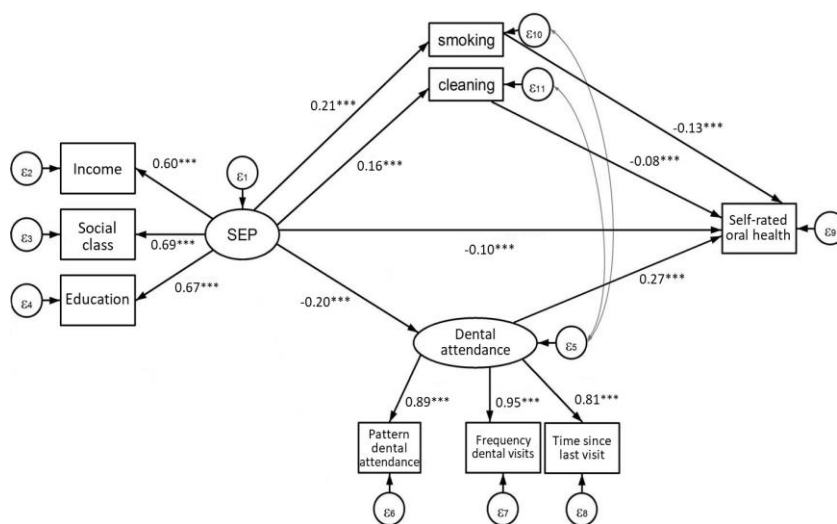 smoking
ε10
cleaning
ε11
0.21***
-0.13***
0.16***
-0.08***
ε2
Income
0.60***
ε1
ε3
Social
class
0.69***
SEP
-0.10***
Self-rated
oral health
ε9
ε4
Education
0.67***
-0.20***
0.27***
Dental
attendance
ε5
0.89***
0.95***
0.81***
Pattern
dental
attendance
Frequency
dental visits
Time since
last visit
ε6
ε7
ε8